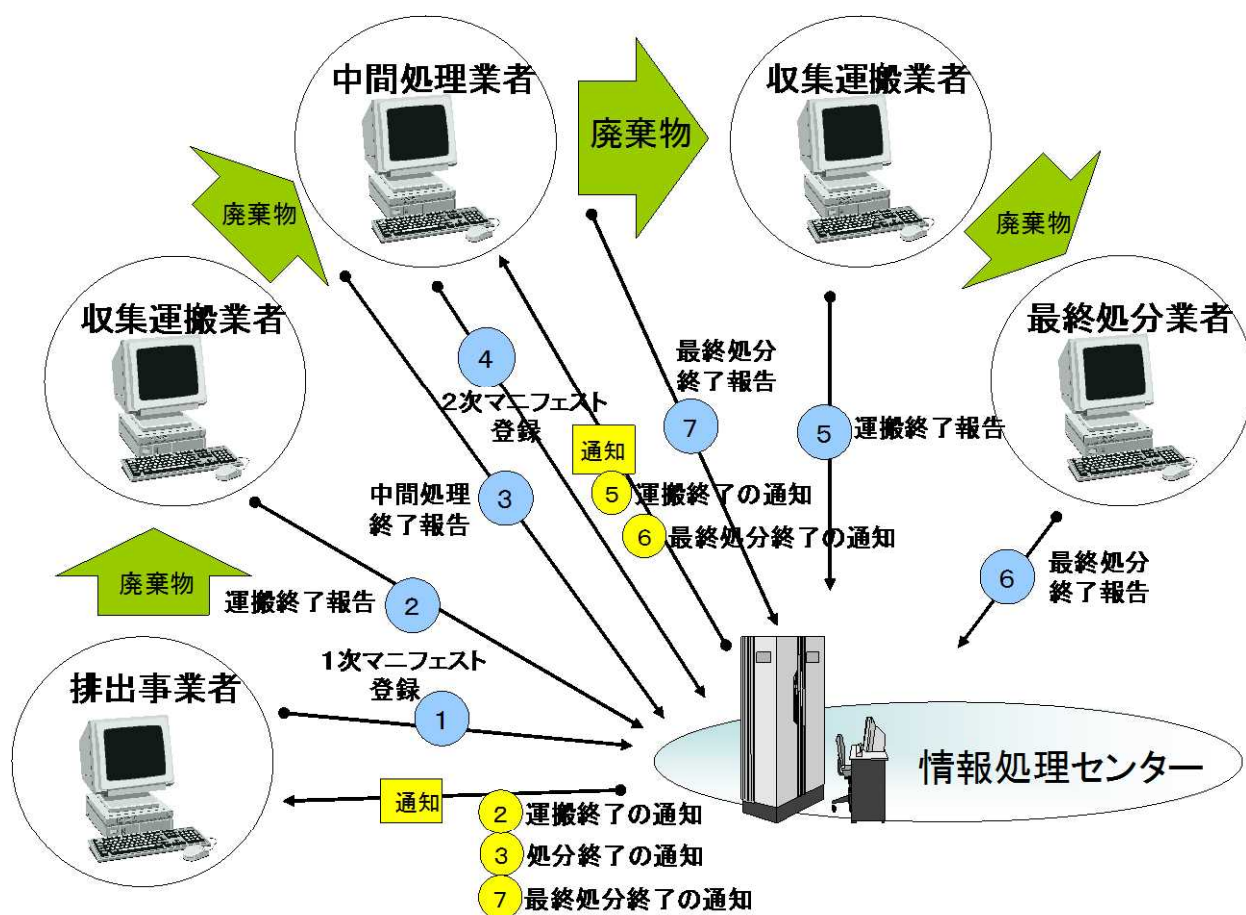 中間処理業者
収集運搬業者
廃棄物
廃棄物
廃棄物
収集運搬業者
最終処分業者
4
2次マニフェスト
登録
最終処分
終了報告
7
5
運搬終了報告
通知
中間処理
終了報告
3
5
運搬終了の通知
6
最終処分終了の通知
6
最終処分
終了報告
廃棄物
運搬終了報告
2
排出事業者
1次マニフェスト
登録
1
情報処理センター
通知
2
運搬終了の通知
3
処分終了の通知
7
最終処分終了の通知